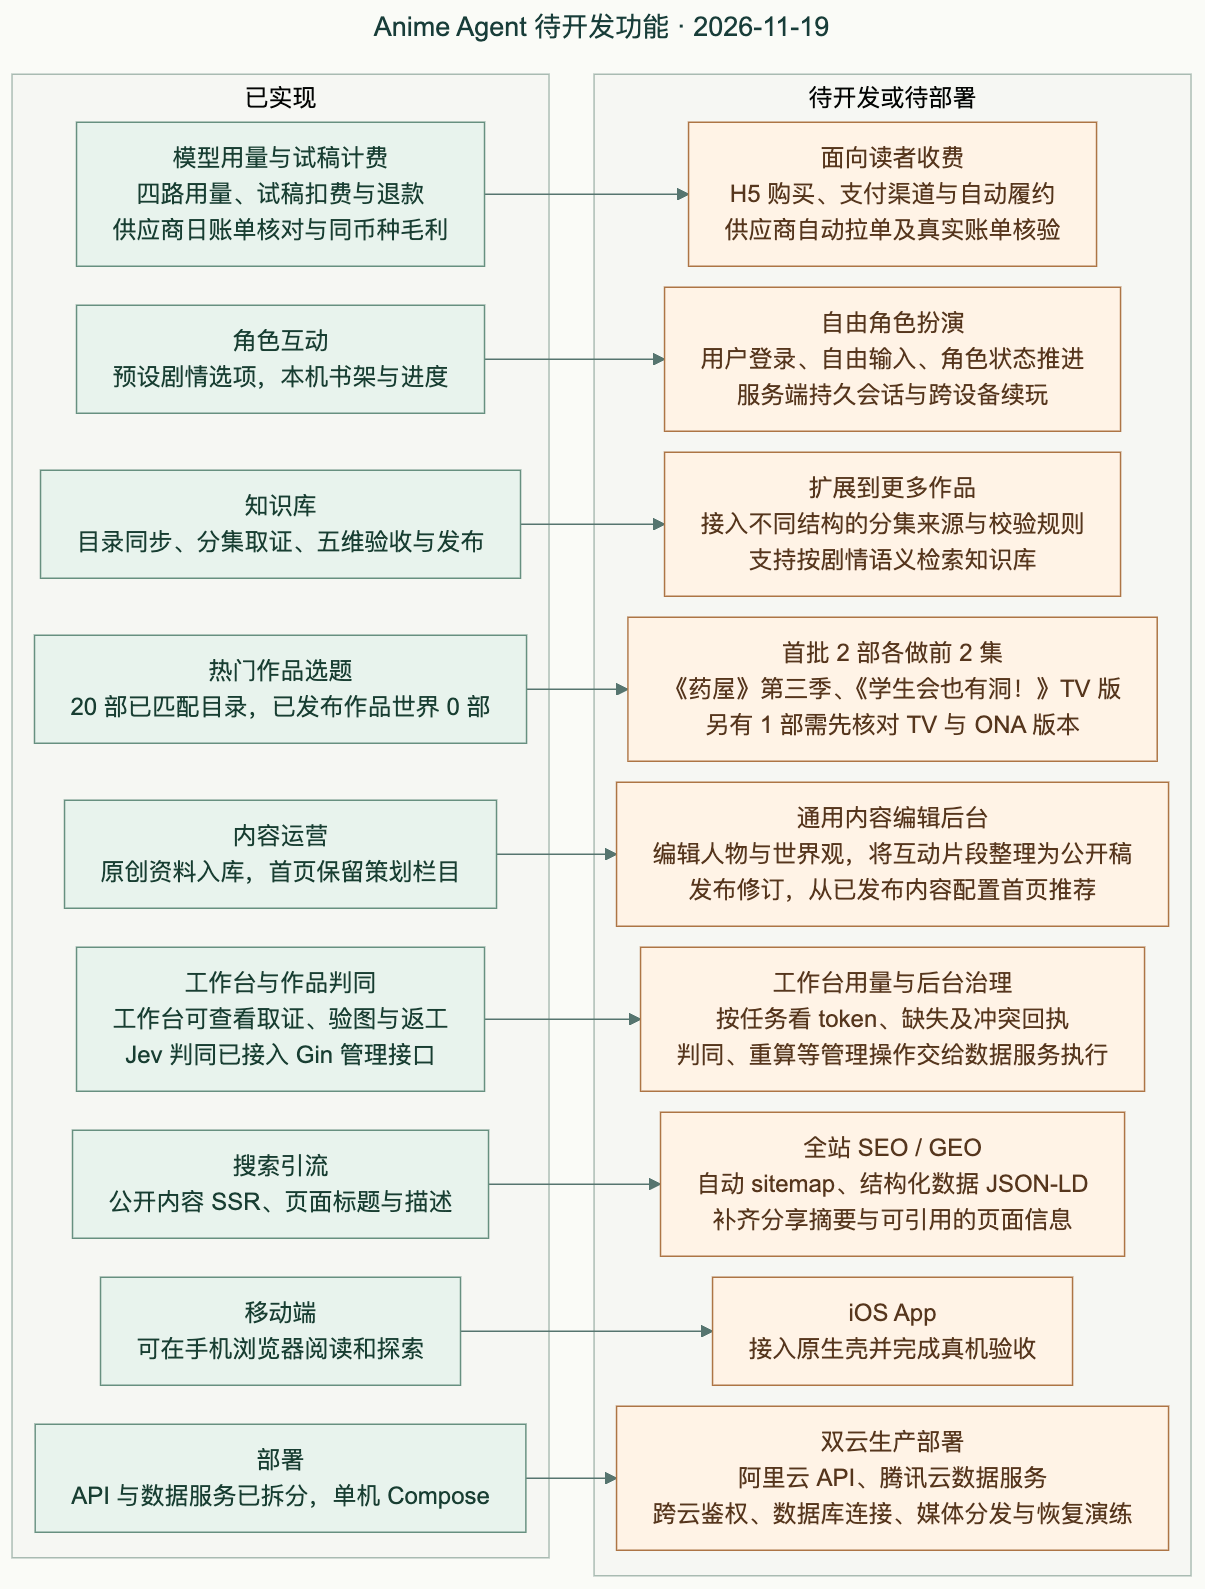 Anime Agent 待开发功能 · 2026-11-19
已实现
模型用量与试稿计费
四路用量、试稿扣费与退款
供应商日账单核对与同币种毛利
角色互动
预设剧情选项，本机书架与进度
知识库
目录同步、分集取证、五维验收与发布
热门作品选题
20 部已匹配目录，已发布作品世界 0 部
内容运营
原创资料入库，首页保留策划栏目
工作台与作品判同
工作台可查看取证、验图与返工
Jev 判同已接入 Gin 管理接口
搜索引流
公开内容 SSR、页面标题与描述
移动端
可在手机浏览器阅读和探索
部署
API 与数据服务已拆分，单机 Compose
待开发或待部署
面向读者收费
H5 购买、支付渠道与自动履约
供应商自动拉单及真实账单核验
自由角色扮演
用户登录、自由输入、角色状态推进
服务端持久会话与跨设备续玩
扩展到更多作品
接入不同结构的分集来源与校验规则
支持按剧情语义检索知识库
首批 2 部各做前 2 集
《药屋》第三季、《学生会也有洞！》TV 版
另有 1 部需先核对 TV 与 ONA 版本
通用内容编辑后台
编辑人物与世界观，将互动片段整理为公开稿
发布修订，从已发布内容配置首页推荐
工作台用量与后台治理
按任务看 token、缺失及冲突回执
判同、重算等管理操作交给数据服务执行
全站 SEO / GEO
自动 sitemap、结构化数据 JSON-LD
补齐分享摘要与可引用的页面信息
iOS App
接入原生壳并完成真机验收
双云生产部署
阿里云 API、腾讯云数据服务
跨云鉴权、数据库连接、媒体分发与恢复演练